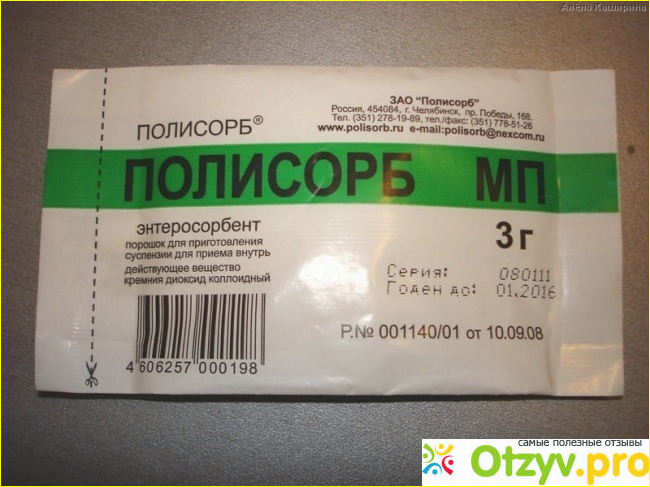 Алёна Каширина
ЗАО "Полисорб"
Россия, 454084, г. Челябинск, пр. Победы, 168.
Тел. (351) 278-19-89, тел./факс: (351) 778-51-26
www.polisorb.ru e-mail:polisorb@nexcom.ru
ПОЛИСОРБ®
ПОЛИСОРБ МП
энтеросорбент
3 г
порошок для приготовления
суспензии для приема внутрь
действующее вещество
кремния диоксид коллоидный
Серия: 080111
Годен до: 01.2016
Р.№ 001140/01 от 10.09.08
4 606257 000198
самые полезные отзывы
Otzyv.pro